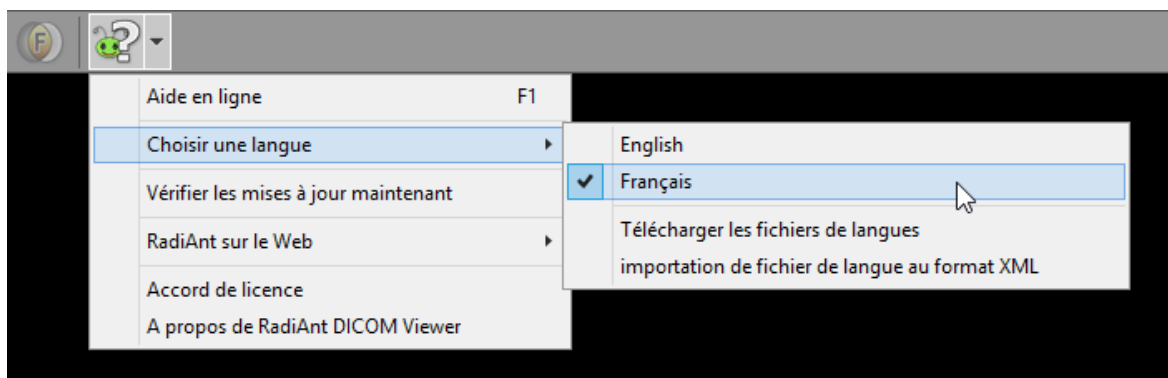 F
?
Aide en ligne F1
Choisir une langue
English
Français
Vérifier les mises à jour maintenant
Télécharger les fichiers de langues
RadiAnt sur le Web
importation de fichier de langue au format XML
Accord de licence
A propos de RadiAnt DICOM Viewer